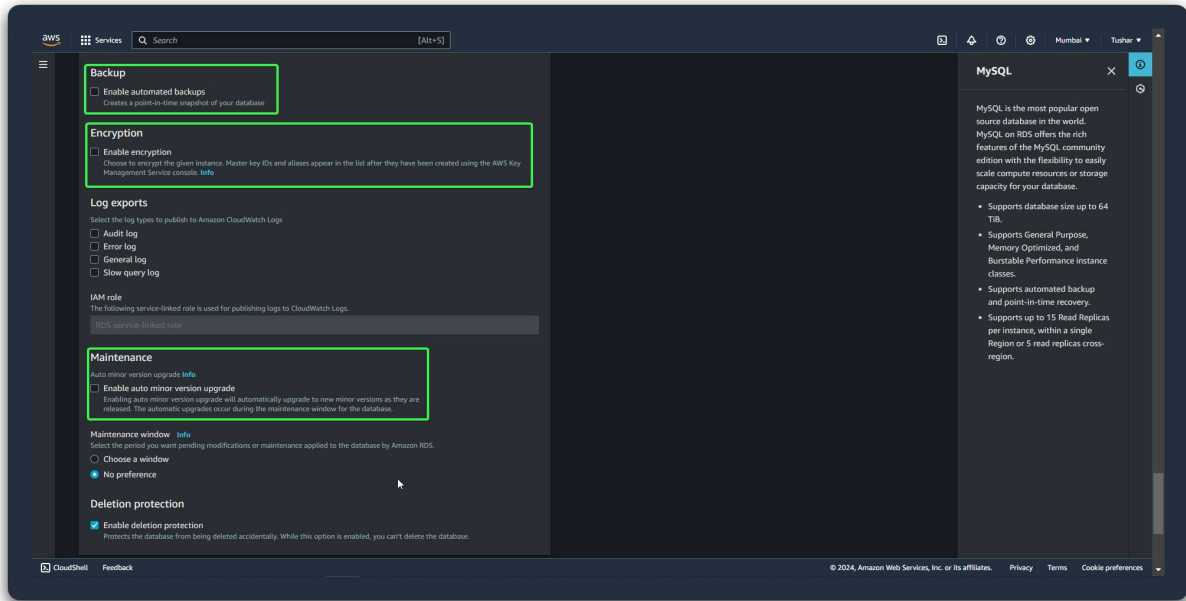 aws
Services
Search
[Alt+S]
Mumbai
Tushar
Backup
Enable automated backups
Creates a point-in-time snapshot of your database
Encryption
Enable encryption
Choose to encrypt the given instance. Master key IDs and aliases appear in the list after they have been created using the AWS Key
Management Service console. Info
Log exports
Select the log types to publish to Amazon CloudWatch Logs
Audit log
Error log
General log
Slow query log
IAM role
The following service-linked role is used for publishing logs to CloudWatch Logs.
RDS service-linked role
Maintenance
Auto minor version upgrade Info
Enable auto minor version upgrade
Enabling auto minor version upgrade will automatically upgrade to new minor versions as they are
released. The automatic upgrades occur during the maintenance window for the database.
Maintenance window Info
Select the period you want pending modifications or maintenance applied to the database by Amazon RDS.
Choose a window
No preference
Deletion protection
Enable deletion protection
Protects the database from being deleted accidentally. While this option is enabled, you can't delete the database.
MySQL
MySQL is the most popular open
source database in the world.
MySQL on RDS offers the rich
features of the MySQL community
edition with the flexibility to easily
scale compute resources or storage
capacity for your database.
• Supports database size up to 64
TiB.
• Supports General Purpose,
Memory Optimized, and
Burstable Performance instance
classes.
• Supports automated backup
and point-in-time recovery.
• Supports up to 15 Read Replicas
per instance, within a single
Region or 5 read replicas cross-
region.
CloudShell
Feedback
© 2024, Amazon Web Services, Inc. or its affiliates.
Privacy
Terms
Cookie preferences